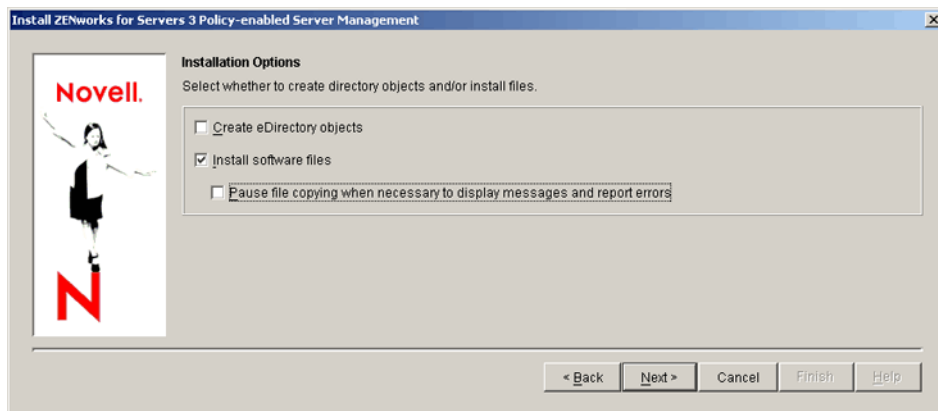 Install ZENworks for Servers 3 Policy-enabled Server Management
Novell.
N
Installation Options
Select whether to create directory objects and/or install files.
Create eDirectory objects
Install software files
Pause file copying when necessary to display messages and report errors
< Back
Next >
Cancel
Finish
Help